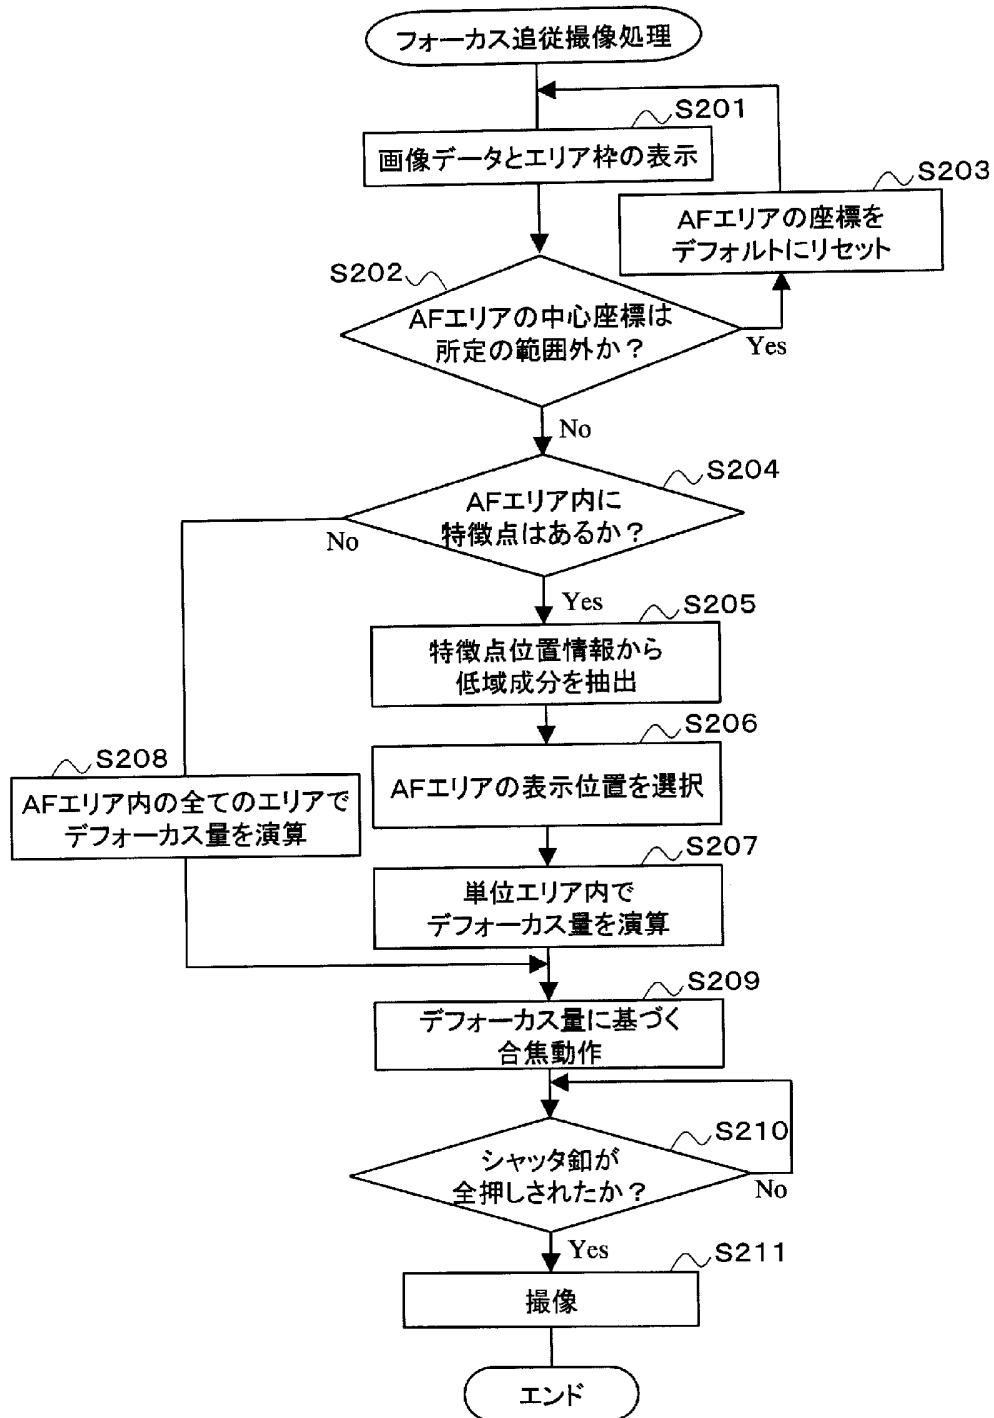 フォーカス追従撮像処理
S201
画像データとエリア枠の表示
S203
AFエリアの座標を
デフォルトにリセット
S202
AFエリアの中心座標は
所定の範囲外か？
Yes
No
S204
AFエリア内に
特徴点はあるか？
No
Yes
S205
特徴点位置情報から
低域成分を抽出
S206
AFエリアの表示位置を選択
S208
AFエリア内の全てのエリアで
デフォーカス量を演算
S207
単位エリア内で
デフォーカス量を演算
S209
デフォーカス量に基づく
合焦動作
S210
シャッタ釦が
全押しされたか？
No
Yes
S211
撮像
エンド